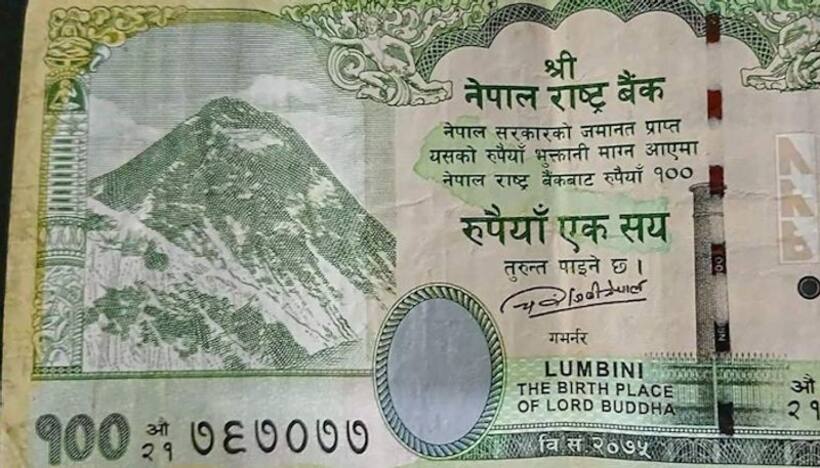 श्री
नेपाल राष्ट्र बैंक
नेपाल सरकारको जमानत प्राप्त
यसको रुपैयाँ भुक्तानी माग्न आएमा
नेपाल राष्ट्र बैंकबाट रुपैयाँ १००
रुपैयाँ एक सय
तुरुन्त पाइने छ ।
गभर्नर
LUMBINI
THE BIRTH PLACE
OF LORD BUDDHA
वि.सं.२०७५
१०० औ २१ ७६७०७७
औ